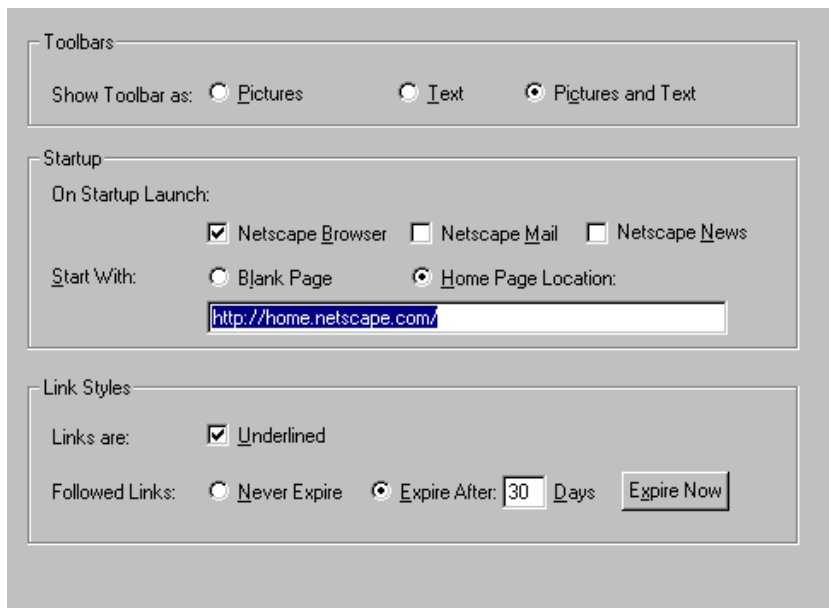 Toolbars
Show Toolbar as: Pictures Text Pictures and Text
Startup
On Startup Launch:
Netscape Browser Netscape Mail Netscape News
Start With: Blank Page Home Page Location:
http://home.netscape.com/
Link Styles
Links are: Underlined
Followed Links: Never Expire Expire After: 30 Days Expire Now